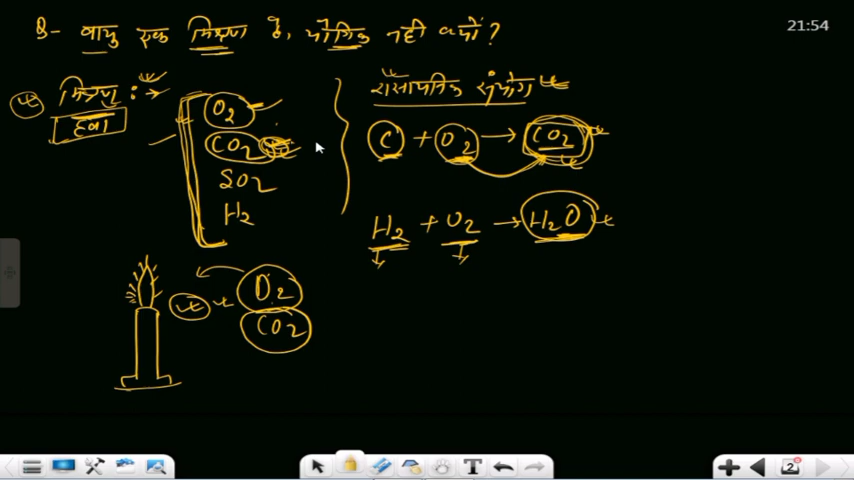 21:54
Q- वायु एक मिश्रण है, यौगिक नही क्यों?
मिश्रण :→
हवा
O2
CO2
SO2
H2
रासायनिक संयोग
C + O2 → CO2
H2 + O2 → H2O
O2
CO2
T
2